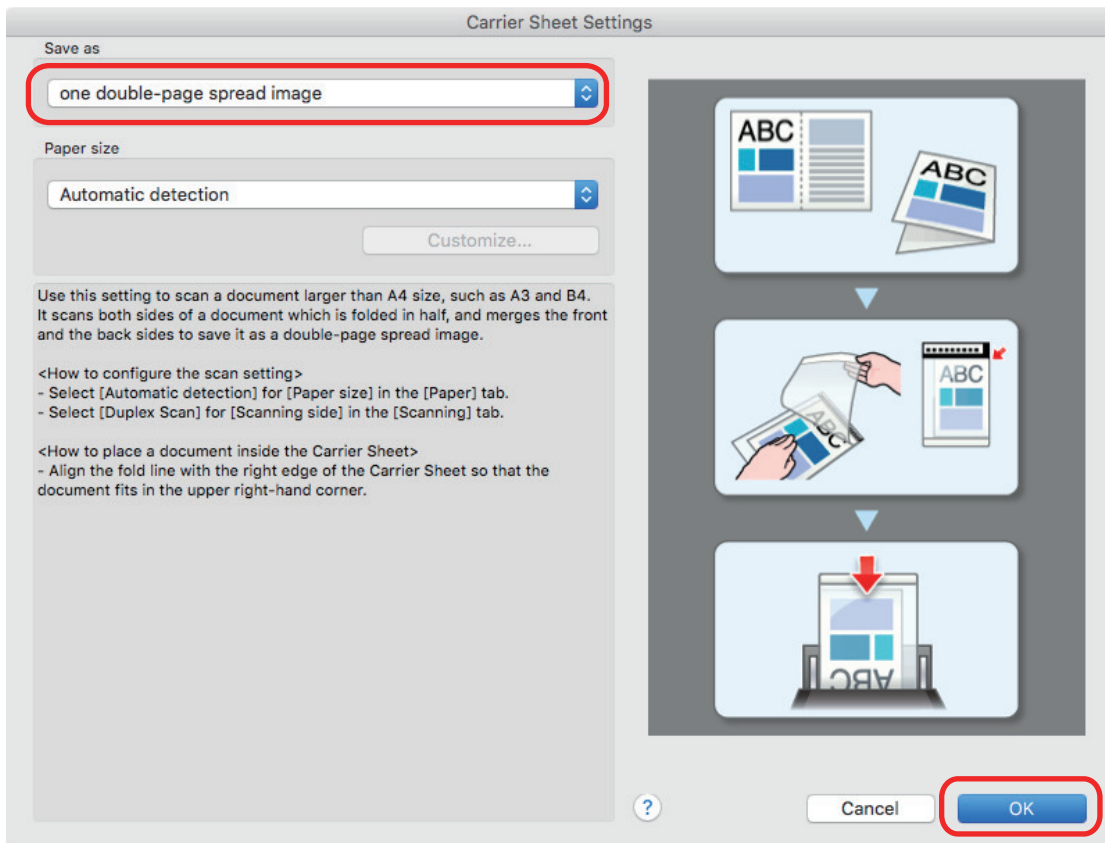 Carrier Sheet Settings
Save as
one double-page spread image
Paper size
Automatic detection
Customize...
Use this setting to scan a document larger than A4 size, such as A3 and B4.
It scans both sides of a document which is folded in half, and merges the front
and the back sides to save it as a double-page spread image.
<How to configure the scan setting>
- Select [Automatic detection] for [Paper size] in the [Paper] tab.
- Select [Duplex Scan] for [Scanning side] in the [Scanning] tab.
<How to place a document inside the Carrier Sheet>
- Align the fold line with the right edge of the Carrier Sheet so that the
document fits in the upper right-hand corner.
ABC
ABC
ABC
ABC
ABC
?
Cancel
OK